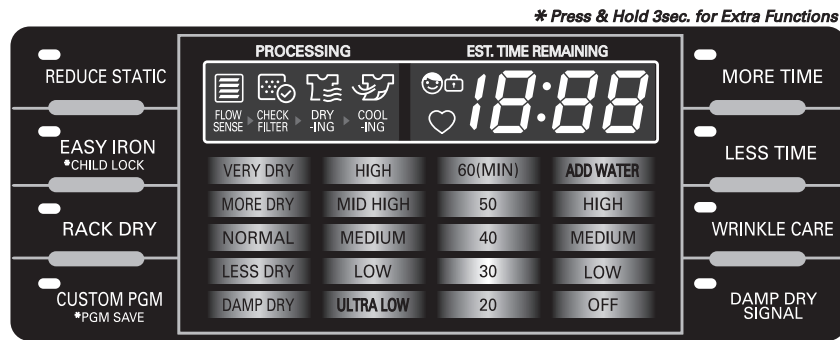 * Press & Hold 3sec. for Extra Functions
REDUCE STATIC
EASY IRON
*CHILD LOCK
RACK DRY
CUSTOM PGM
*PGM SAVE
PROCESSING
EST. TIME REMAINING
FLOW SENSE
CHECK FILTER
DRY -ING
COOL -ING
18:88
VERY DRY HIGH 60(MIN) ADD WATER
MORE DRY MID HIGH 50 HIGH
NORMAL MEDIUM 40 MEDIUM
LESS DRY LOW 30 LOW
DAMP DRY ULTRA LOW 20 OFF
MORE TIME
LESS TIME
WRINKLE CARE
DAMP DRY
SIGNAL